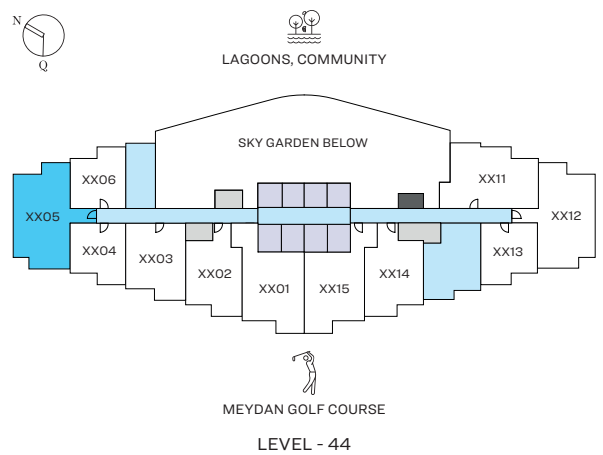 N
Q
LAGOONS, COMMUNITY
SKY GARDEN BELOW
XX06
XX11
XX05
XX12
XX04
XX03
XX02
XX01
XX15
XX14
XX13
MEYDAN GOLF COURSE
LEVEL - 44